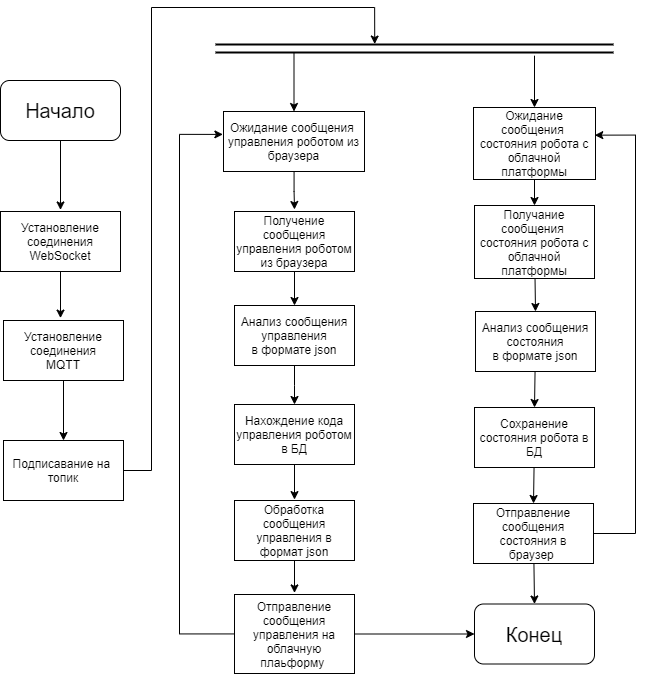 Начало
Установление
соединения
WebSocket
Установление
соединения
MQTT
Подписавание на
топик
Ожидание сообщения
управления роботом из
браузера
Получение
сообщения
управления роботом
из браузера
Анализ сообщения
управления
в формате json
Нахождение кода
управления роботом
в БД
Обработка
сообщения
управления в
формат json
Отправление
сообщения
управления на
облачную
плаьформу
Ожидание
сообщения
состояния робота с
облачной
платформы
Получание
сообщения
состояния робота с
облачной
платформы
Анализ сообщения
состояния
в формате json
Сохранение
состояния робота в
БД
Отправление
сообщения
состояния в
браузер
Конец